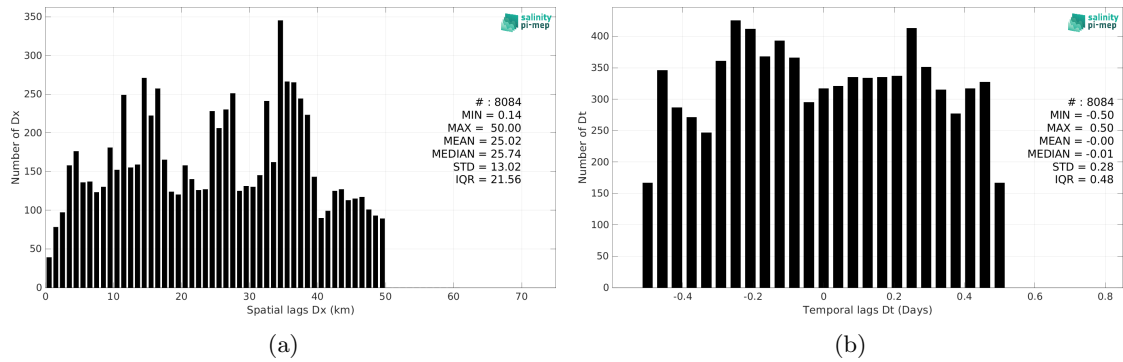 350
300
250
200
150
100
50
0
Number of Dx
salinity
pi-mep
# : 8084
MIN = 0.14
MAX = 50.00
MEAN = 25.02
MEDIAN = 25.74
STD = 13.02
IQR = 21.56
0 10 20 30 40 50 60 70
Spatial lags Dx (km)
(a)
400
350
300
250
200
150
100
50
0
Number of Dt
salinity
pi-mep
# : 8084
MIN = -0.50
MAX = 0.50
MEAN = -0.00
MEDIAN = -0.01
STD = 0.28
IQR = 0.48
-0.4 -0.2 0 0.2 0.4 0.6 0.8
Temporal lags Dt (Days)
(b)